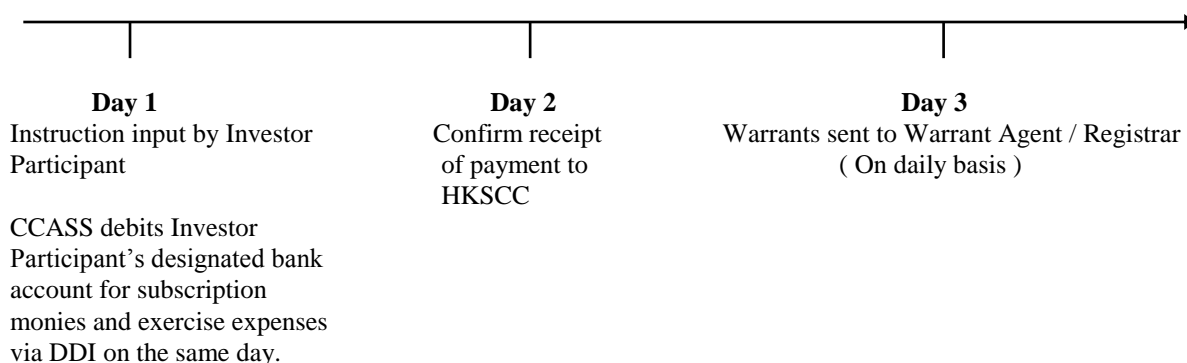 Day 1
Instruction input by Investor
Participant
CCASS debits Investor
Participant's designated bank
account for subscription
monies and exercise expenses
via DDI on the same day.
Day 2
Confirm receipt
of payment to
HKSCC
Day 3
Warrants sent to Warrant Agent / Registrar
( On daily basis )